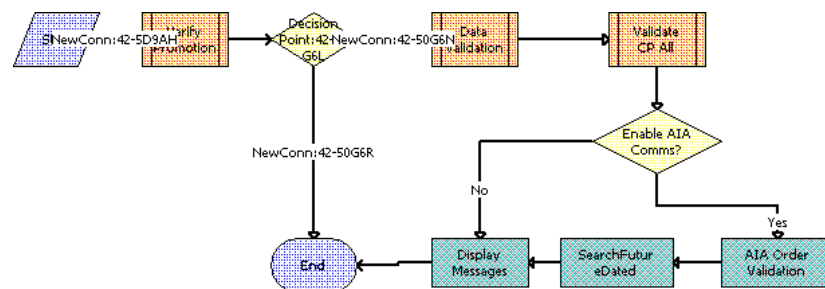 NewConn:42-5D9AH
Verify
Promotion
Decision
Point:42-
G6L
NewConn:42-50G6N
Data
Validation
Validate
CP All
Enable AIA
Comms?
NewConn:42-50G6R
No
Yes
End
Display
Messages
SearchFutur
eDated
AIA Order
Validation